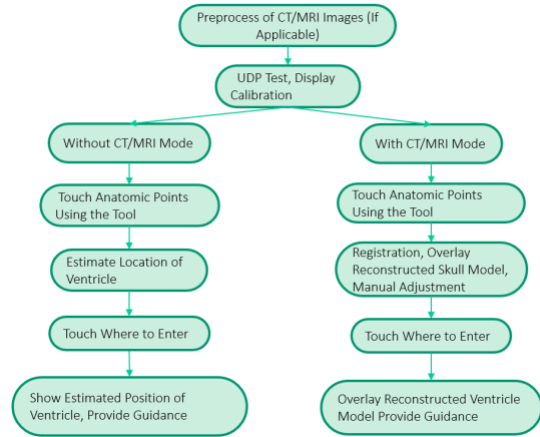 Preprocess of CT/MRI Images (If
Applicable)
UDP Test, Display
Calibration
Without CT/MRI Mode
With CT/MRI Mode
Touch Anatomic Points
Using the Tool
Touch Anatomic Points
Using the Tool
Estimate Location of
Ventricle
Registration, Overlay
Reconstructed Skull Model,
Manual Adjustment
Touch Where to Enter
Touch Where to Enter
Show Estimated Position of
Ventricle, Provide Guidance
Overlay Reconstructed Ventricle
Model Provide Guidance